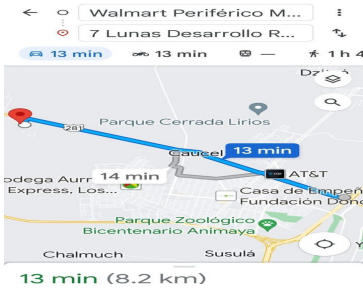 Walmart Periférico M...
7 Lunas Desarrollo R...
13 min 13 min — 1 h 4
Parque Cerrada Lirios
281
Caucel 13 min
14 min AT&T
odega Aurr
Express, Los...
Casa de Empeñ
Fundación Don
Parque Zoológico
Bicentenario Animaya
Chalmuch Susulá
13 min (8.2 km)